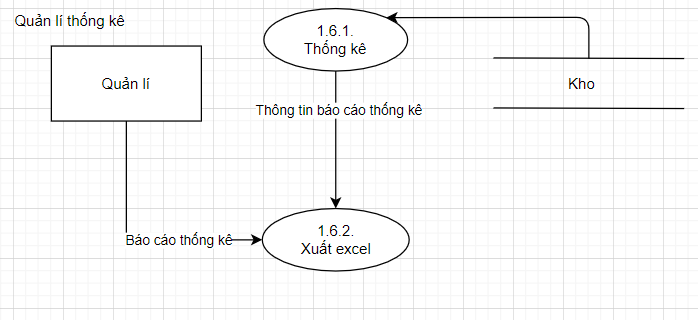 Quản lí thống kê
1.6.1.
Thống kê
Quản lí
Kho
Thông tin báo cáo thống kê
Báo cáo thống kê
1.6.2.
Xuất excel